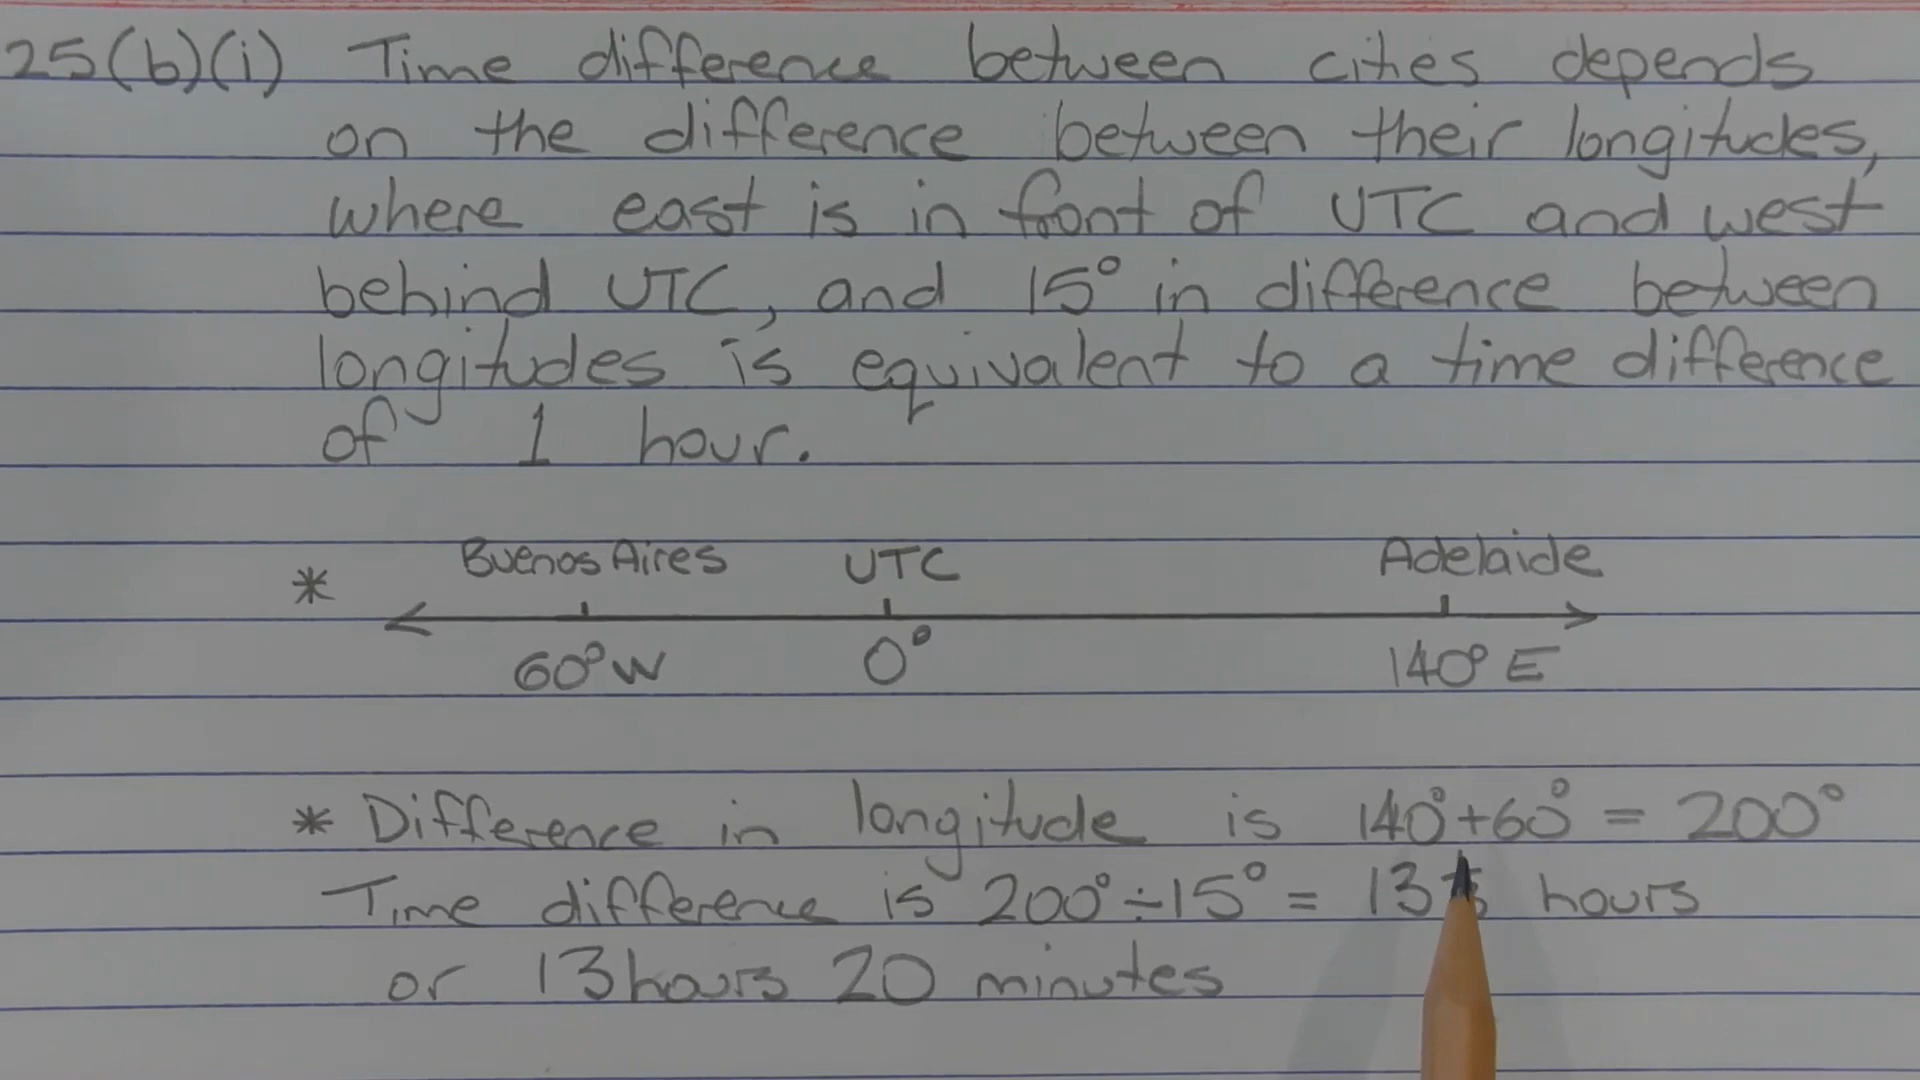 25(b)(i) Time difference between cities depends
on the difference between their longitudes,
where east is in front of UTC and west
behind UTC, and 15° in difference between
longitudes is equivalent to a time difference
of 1 hour.
Buenos Aires UTC Adelaide
*
60°W 0° 140° E
* Difference in longitude is 140°+60° = 200°
Time difference is 200°÷15° = 13 hours
or 13 hours 20 minutes